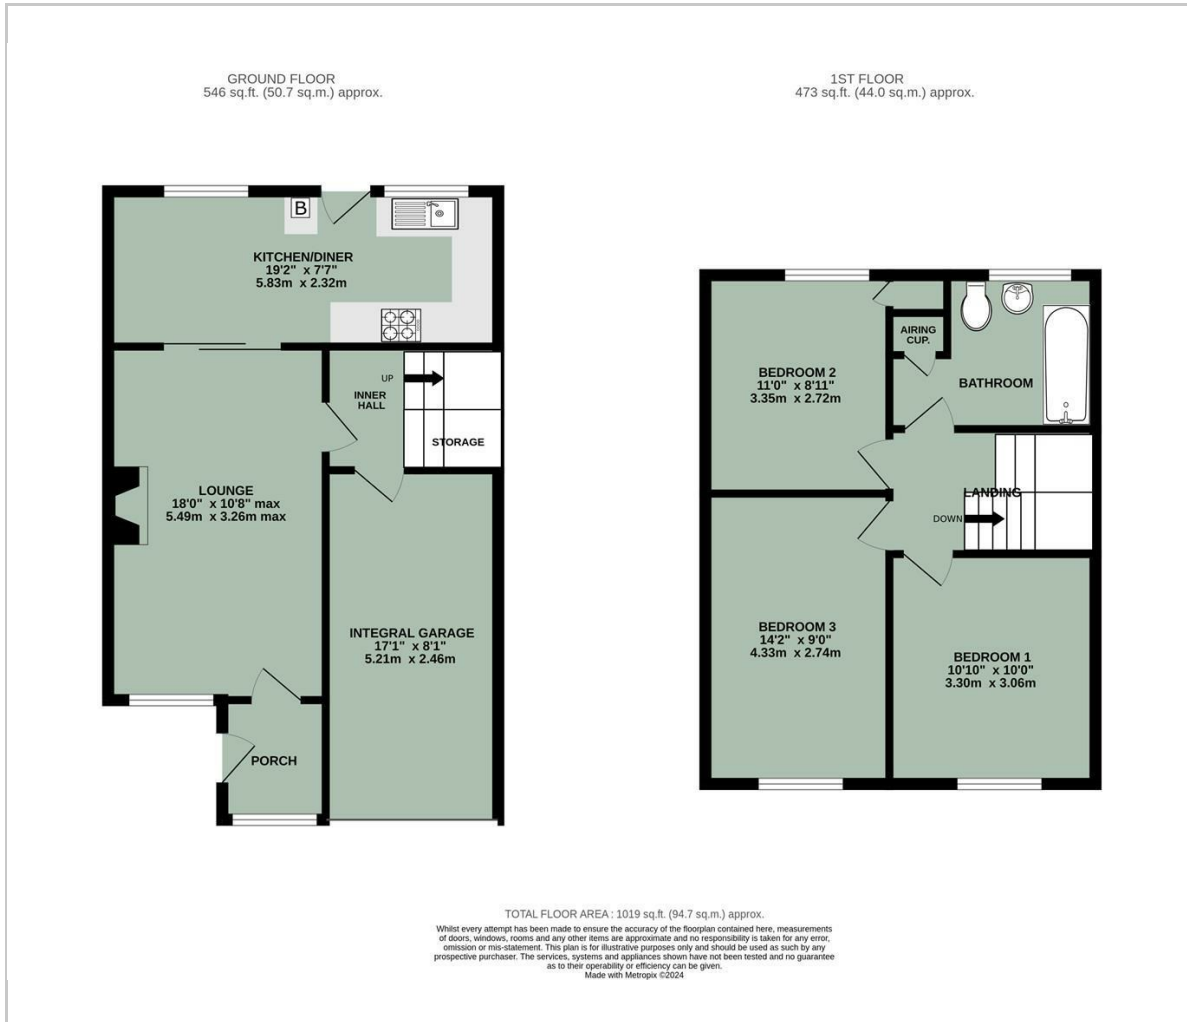 GROUND FLOOR
546 sq.ft. (50.7 sq.m.) approx.
1ST FLOOR
473 sq.ft. (44.0 sq.m.) approx.
B
KITCHEN/DINER
19'2" x 7'7"
5.83m x 2.32m
UP
INNER
HALL
STORAGE
LOUNGE
18'0" x 10'8" max
5.49m x 3.26m max
INTEGRAL GARAGE
17'1" x 8'1"
5.21m x 2.46m
PORCH
AIRING
CUP.
BEDROOM 2
11'0" x 8'11"
3.35m x 2.72m
BATHROOM
LANDING
DOWN
BEDROOM 3
14'2" x 9'0"
4.33m x 2.74m
BEDROOM 1
10'10" x 10'0"
3.30m x 3.06m
TOTAL FLOOR AREA : 1019 sq.ft. (94.7 sq.m.) approx.
Whilst every attempt has been made to ensure the accuracy of the floorplan contained here, measurements
of doors, windows, rooms and any other items are approximate and no responsibility is taken for any error,
omission or mis-statement. This plan is for illustrative purposes only and should be used as such by any
prospective purchaser. The services, systems and appliances shown have not been tested and no guarantee
as to their operability or efficiency can be given.
Made with Metropix ©2024